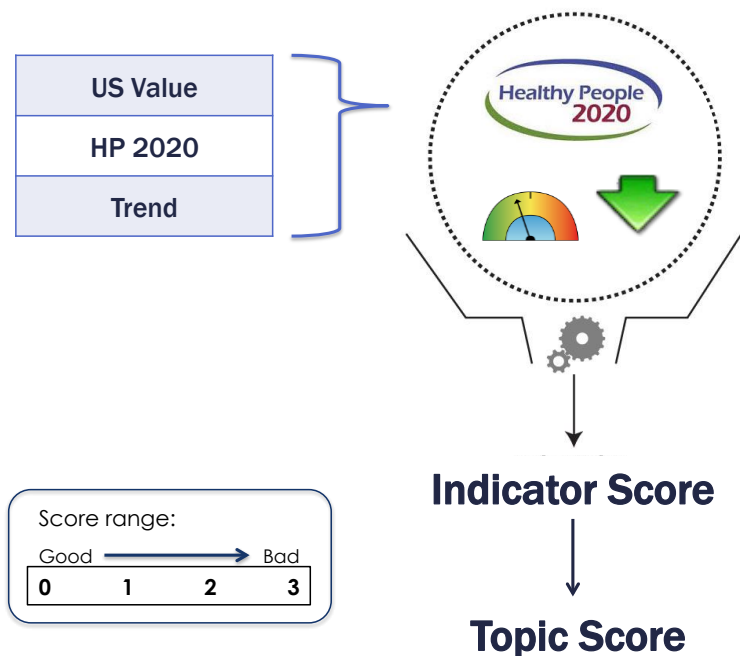 US Value
HP 2020
Trend
Healthy People
2020
Indicator Score
Score range:
Good Bad
0 1 2 3
Topic Score